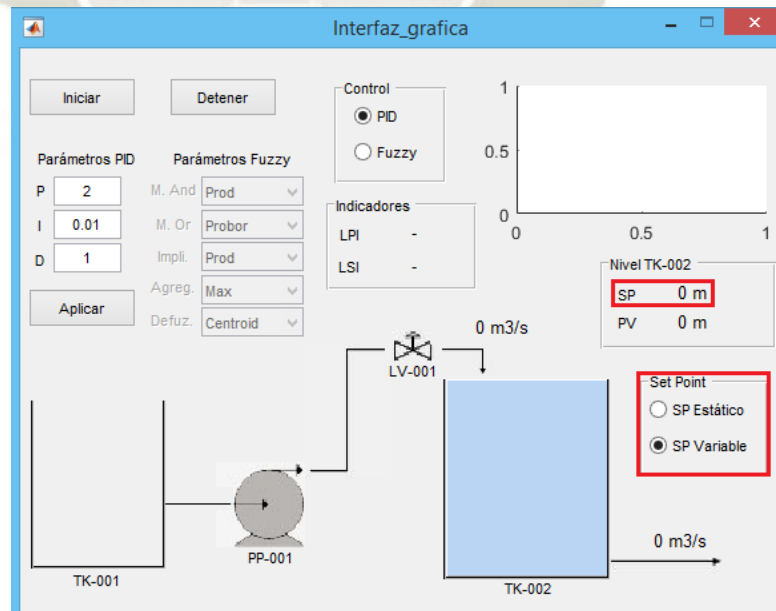 Interfaz_grafica
Iniciar
Detener
Control
PID
Fuzzy
1
0.5
0
0
0.5
1
Parámetros PID
P 2
I 0.01
D 1
Aplicar
Parámetros Fuzzy
M. And Prod
M. Or Probor
Impli. Prod
Agreg. Max
Defuz. Centroid
Indicadores
LPI -
LSI -
Nivel TK-002
SP 0 m
PV 0 m
0 m3/s
LV-001
Set Point
SP Estático
SP Variable
PP-001
0 m3/s
TK-001
TK-002